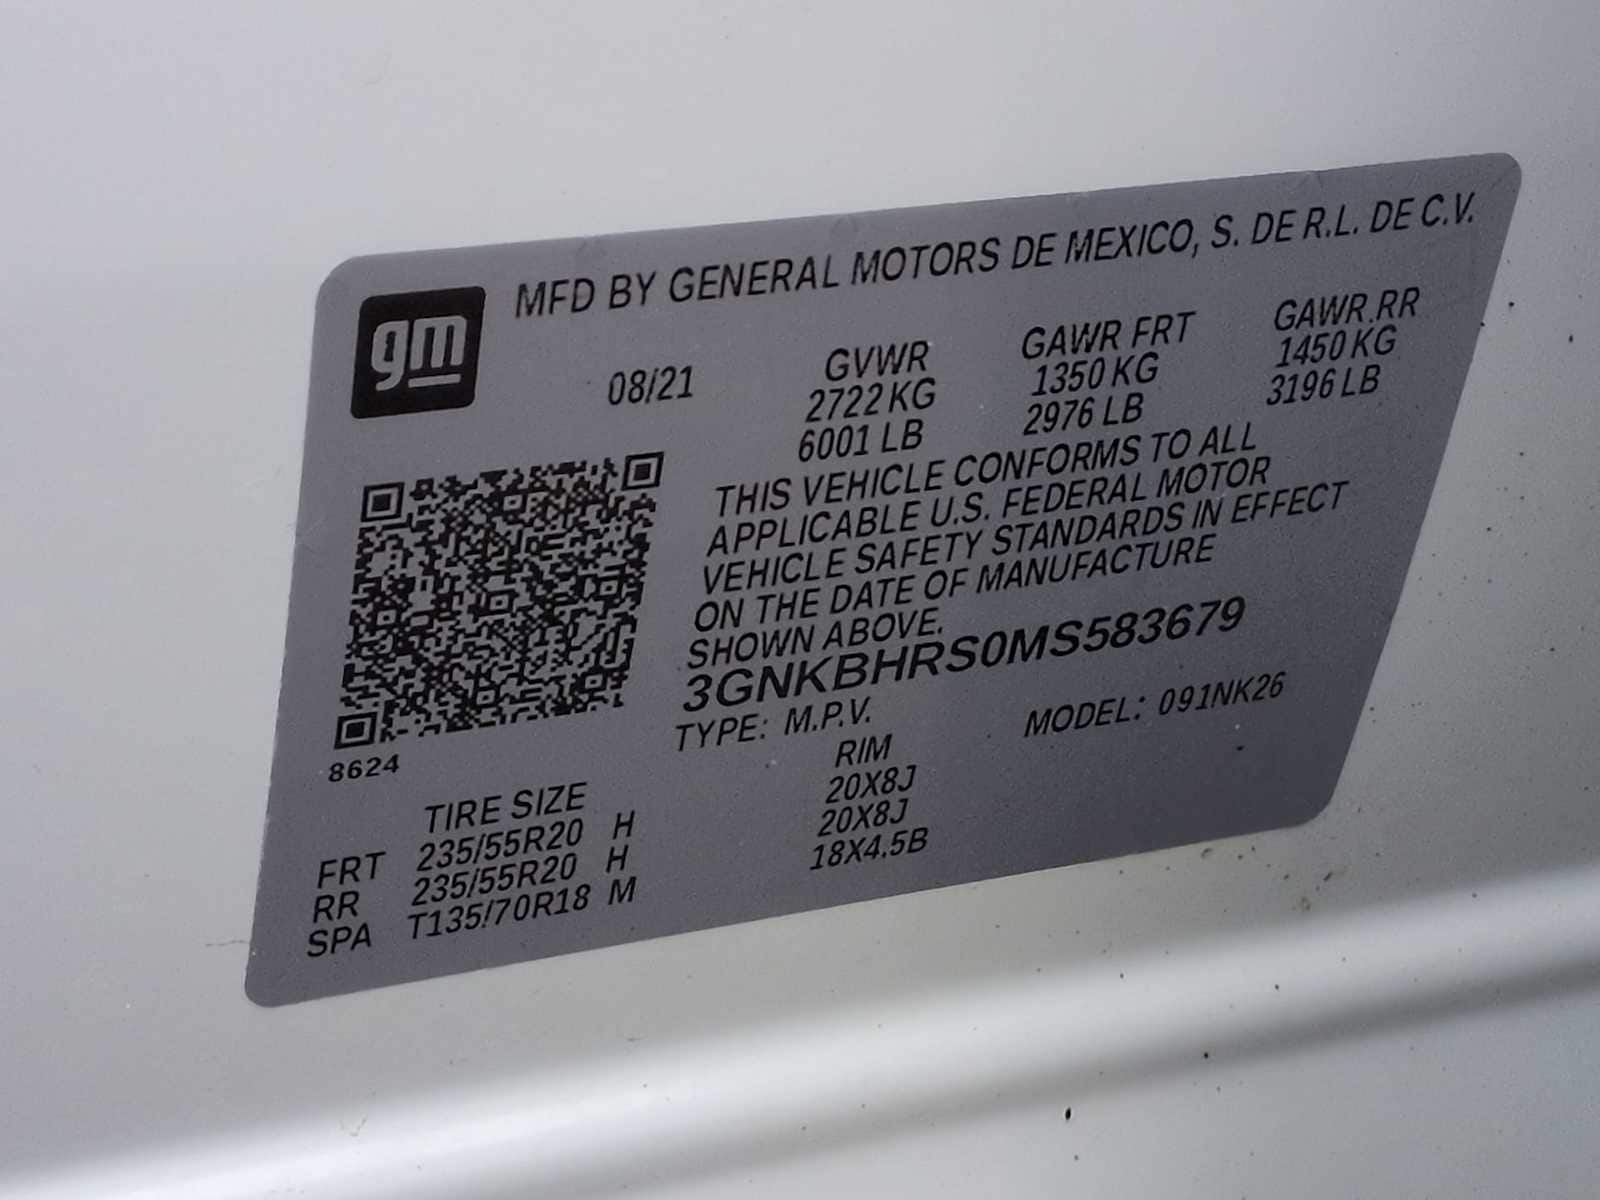 MFD BY GENERAL MOTORS DE MEXICO, S. DE R.L. DE C.V.
gm
08/21 GVWR GAWR FRT GAWR RR
2722 KG 1350 KG 1450 KG
6001 LB 2976 LB 3196 LB
THIS VEHICLE CONFORMS TO ALL
APPLICABLE U.S. FEDERAL MOTOR
VEHICLE SAFETY STANDARDS IN EFFECT
ON THE DATE OF MANUFACTURE
SHOWN ABOVE.
3GNKBHRS0MS583679
TYPE: M.P.V. MODEL: 091NK26
8624
TIRE SIZE RIM
FRT 235/55R20 H 20X8J
RR 235/55R20 H 20X8J
SPA T135/70R18 M 18X4.5B